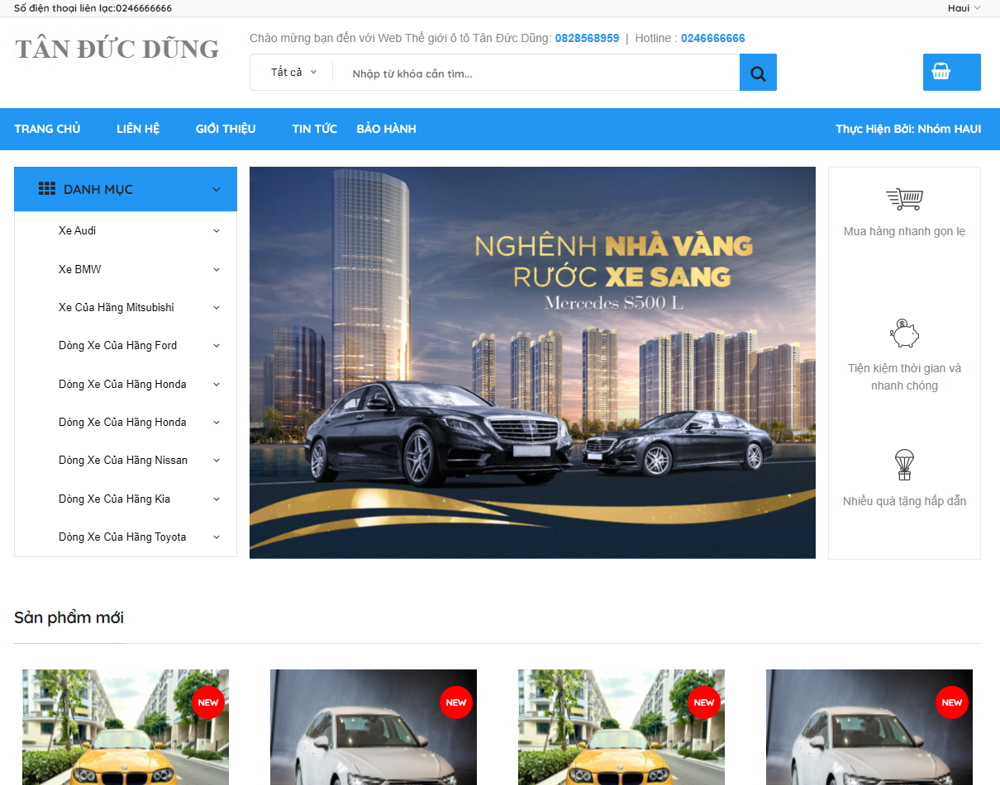 Số điện thoại liên lạc:0246666666
Haui
TÂN ĐỨC DŨNG
Chào mừng bạn đến với Web Thế giới ô tô Tân Đức Dũng: 0828568959 | Hotline : 0246666666
Tất cả
Nhập từ khóa cần tìm...
TRANG CHỦ LIÊN HỆ GIỚI THIỆU TIN TỨC BẢO HÀNH
Thực Hiện Bởi: Nhóm HAUI
DANH MỤC
Xe Audi
Xe BMW
Xe Của Hãng Mitsubishi
Dòng Xe Của Hãng Ford
Dòng Xe Của Hãng Honda
Dòng Xe Của Hãng Honda
Dòng Xe Của Hãng Nissan
Dòng Xe Của Hãng Kia
Dòng Xe Của Hãng Toyota
NGHÊNH NHÀ VÀNG
RƯỚC XE SANG
Mercedes S500 L
Mua hàng nhanh gọn lẹ
Tiện kiệm thời gian và
nhanh chóng
Nhiều quà tặng hấp dẫn
Sản phẩm mới
NEW
NEW
NEW
NEW